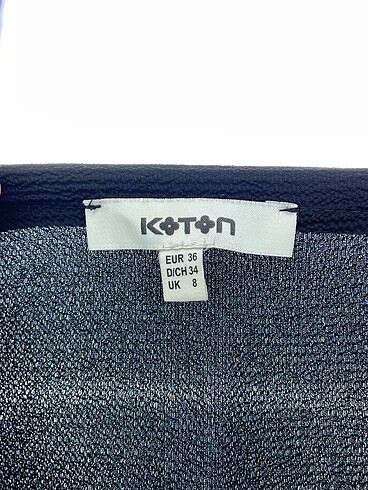 KOTON
EUR 36
D/CH 34
UK 8